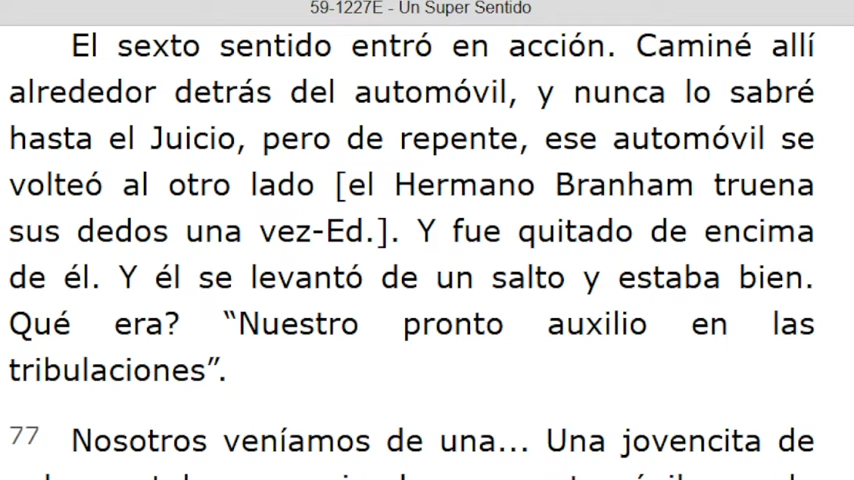 59-1227E - Un Super Sentido
El sexto sentido entró en acción. Caminé allí
alrededor detrás del automóvil, y nunca lo sabré
hasta el Juicio, pero de repente, ese automóvil se
volteó al otro lado [el Hermano Branham truena
sus dedos una vez-Ed.]. Y fue quitado de encima
de él. Y él se levantó de un salto y estaba bien.
Qué era? “Nuestro pronto auxilio en las
tribulaciones”.
77 Nosotros veníamos de una... Una jovencita de